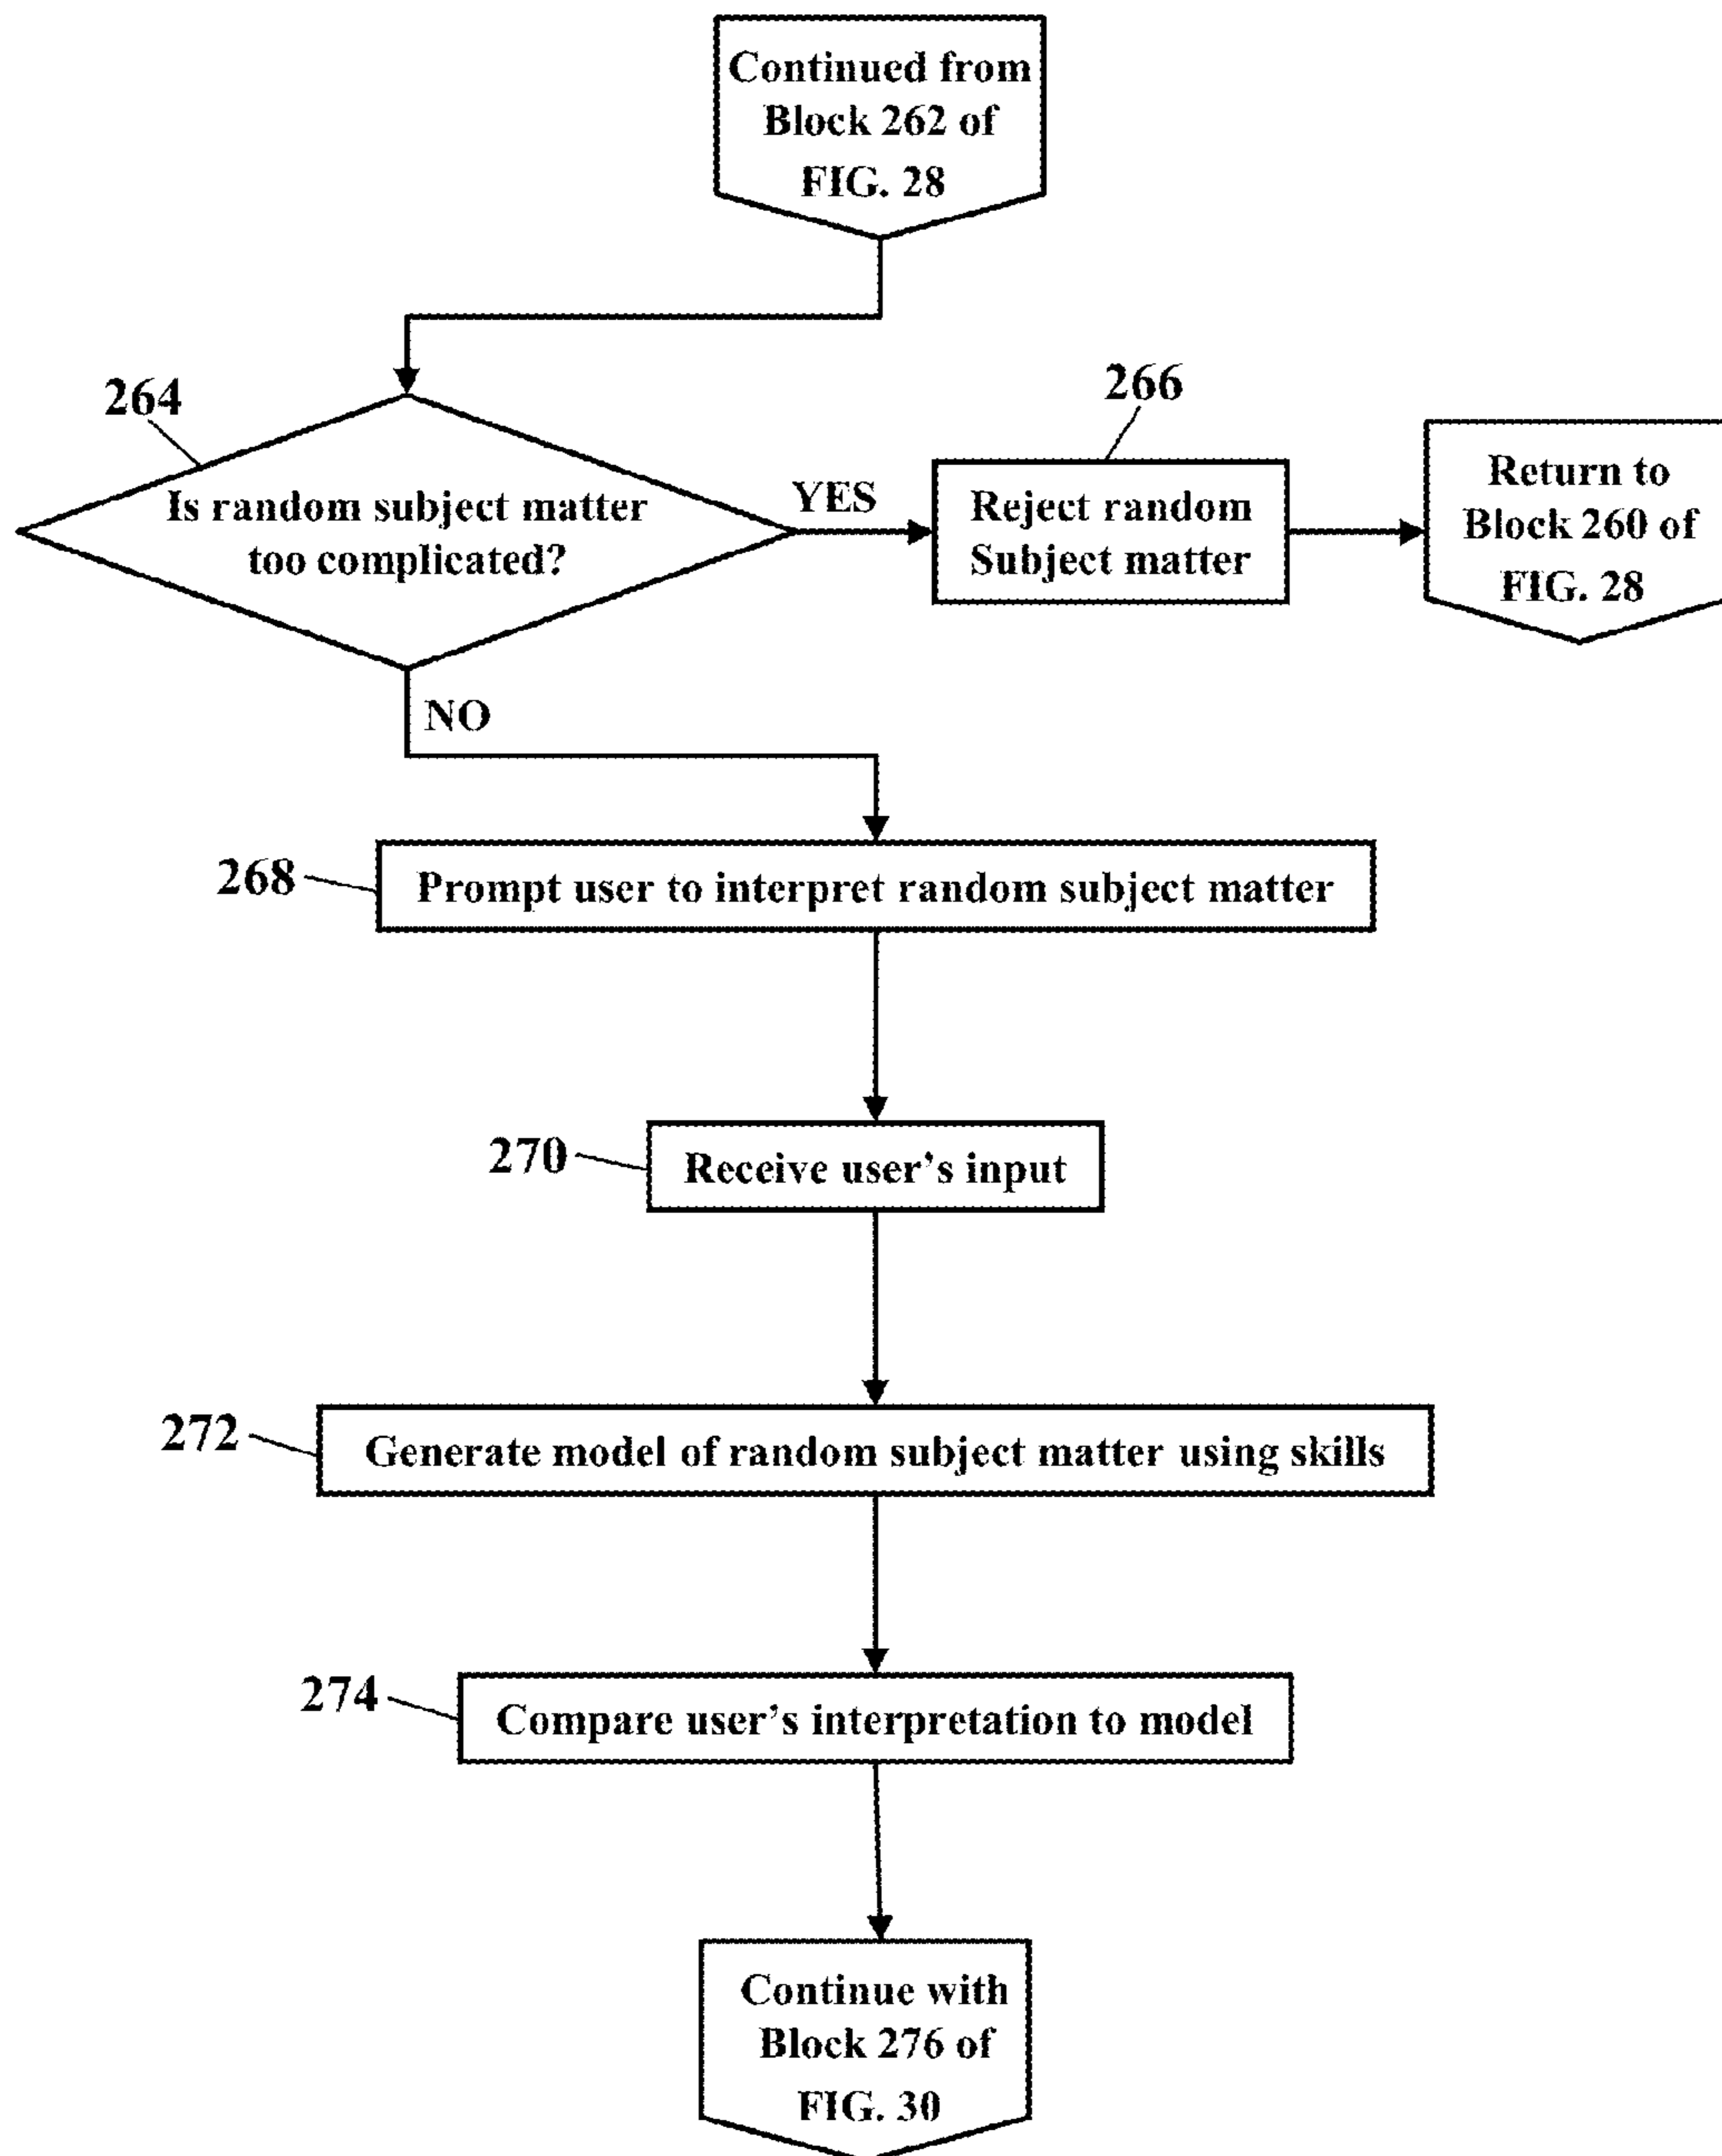 Continued from
Block 262 of
FIG. 28
264
Is random subject matter
too complicated?
YES
266
Reject random
Subject matter
Return to
Block 260 of
FIG. 28
NO
268
Prompt user to interpret random subject matter
270
Receive user's input
272
Generate model of random subject matter using skills
274
Compare user's interpretation to model
Continue with
Block 276 of
FIG. 30